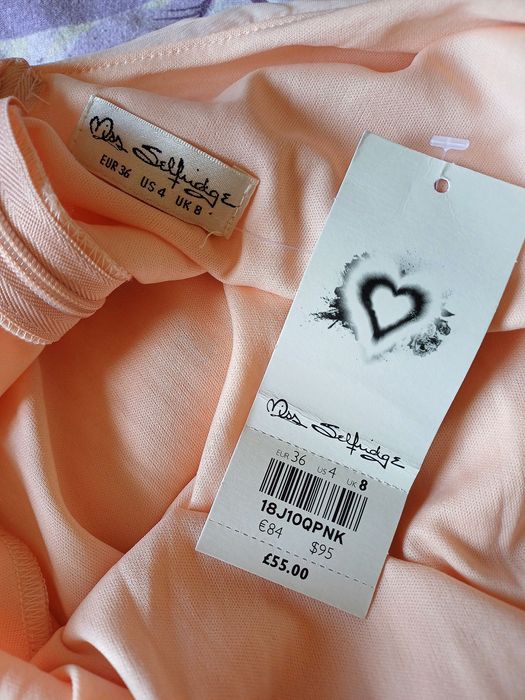 Miss Selfridge
EUR 36 US 4 UK 8
Miss Selfridge
EUR 36 US 4 UK 8
18J10QPNK
€84 $95
£55.00